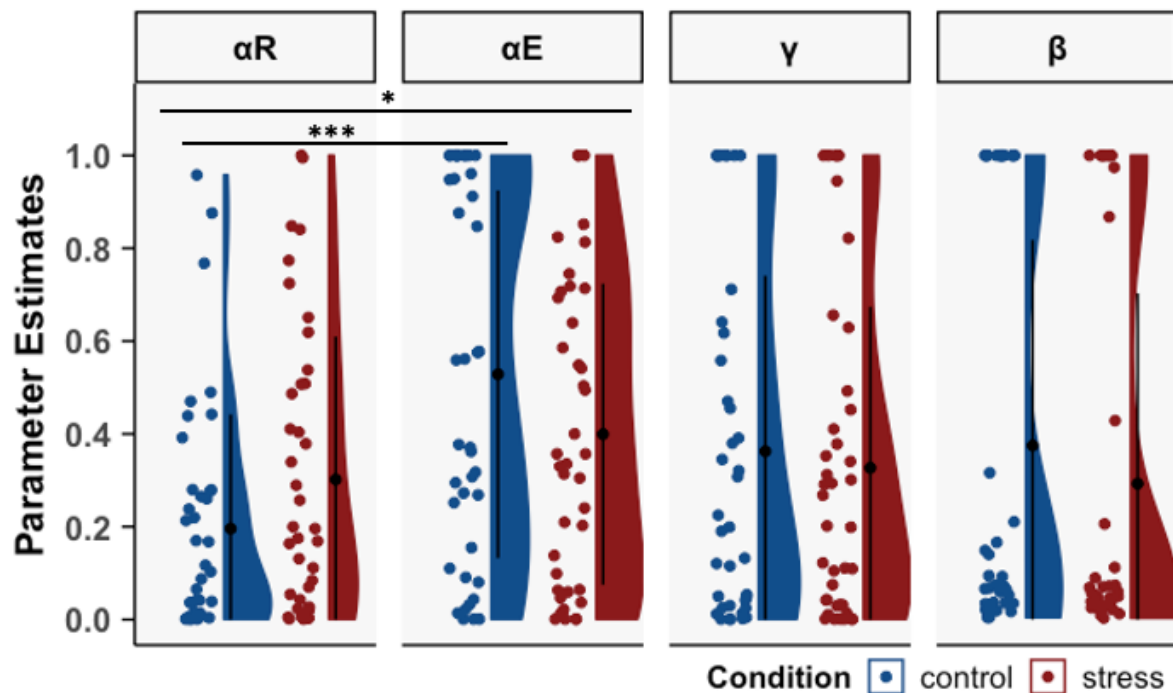 αR αE γ β
*
***
1.0
0.8
0.6
0.4
0.2
0.0
Parameter Estimates
Condition control stress